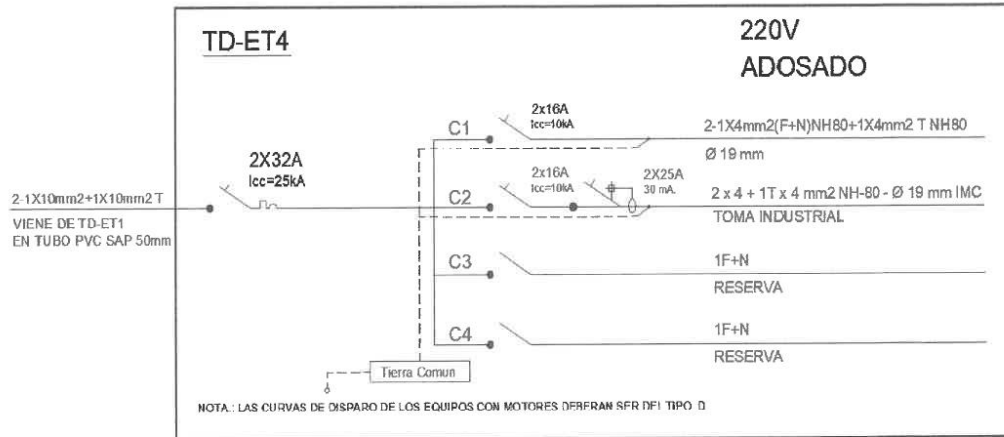 TD-ET4
220V
ADOSADO
2-1X10mm2+1X10mm2 T
VIENE DE TD-ET1
EN TUBO PVC SAP 50mm
2X32A
Icc=25kA
C1
2x16A
Icc=10kA
2-1X4mm2(F+N)NH80+1X4mm2 T NH80
Ø 19 mm
C2
2x16A
Icc=10kA
2X25A
30 mA.
2 x 4 + 1T x 4 mm2 NH-80 - Ø 19 mm IMC
TOMA INDUSTRIAL
C3
1F+N
RESERVA
C4
1F+N
RESERVA
Tierra Comun
NOTA.: LAS CURVAS DE DISPARO DE LOS EQUIPOS CON MOTORES DEBERAN SER DEL TIPO D